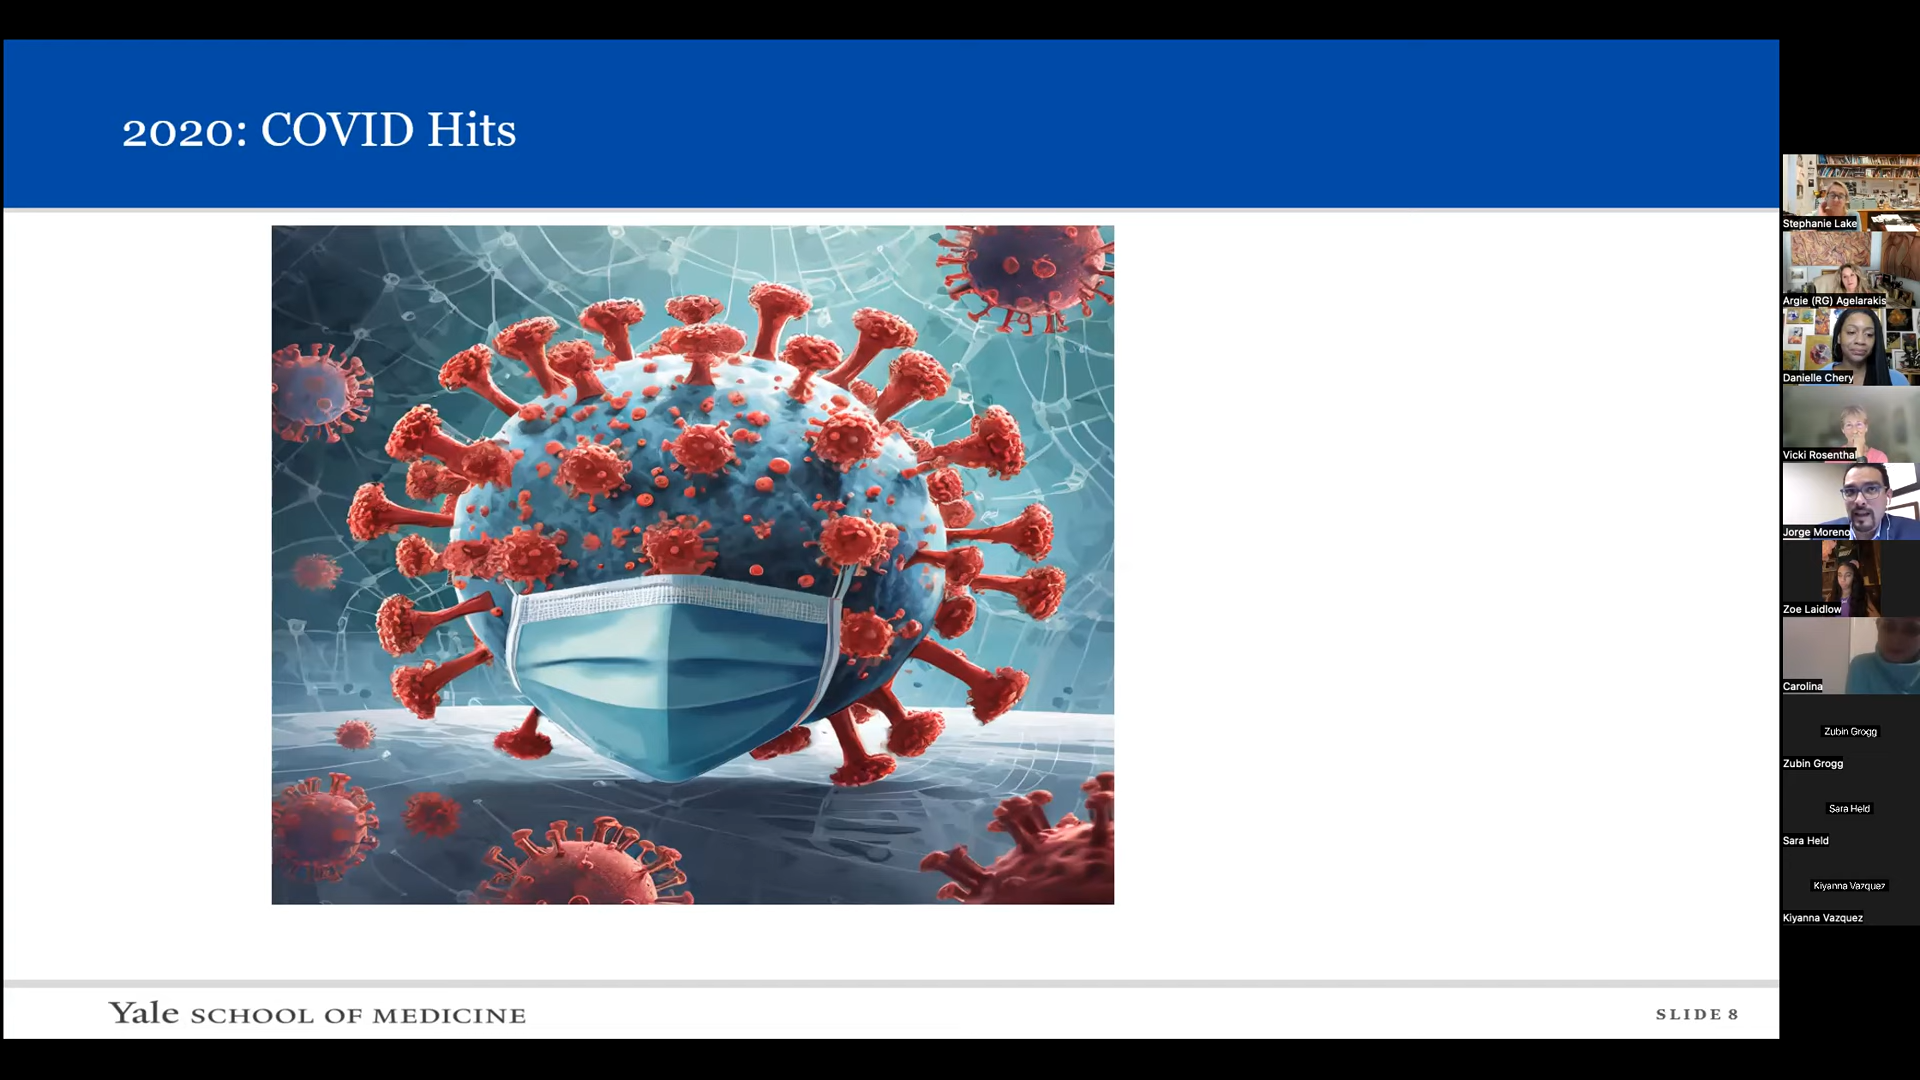 2020: COVID Hits
Yale SCHOOL OF MEDICINE
SLIDE 8
Stephanie Lake
Argie (RG) Agelarakis
Danielle Chery
Vicki Rosenthal
Jorge Moreno
Zoe Laidlow
Carolina
Zubin Grogg
Zubin Grogg
Sara Held
Sara Held
Kiyanna Vazquez
Kiyanna Vazquez